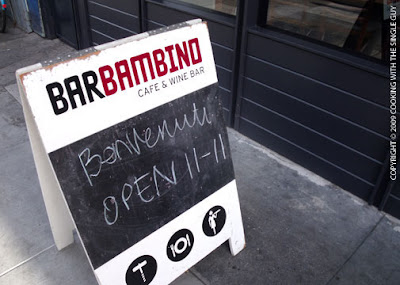 BARBAMBINO
CAFE & WINE BAR
Benvenuti
OPEN 11-11
COPYRIGHT © 2009 COOKING WITH THE SINGLE GUY